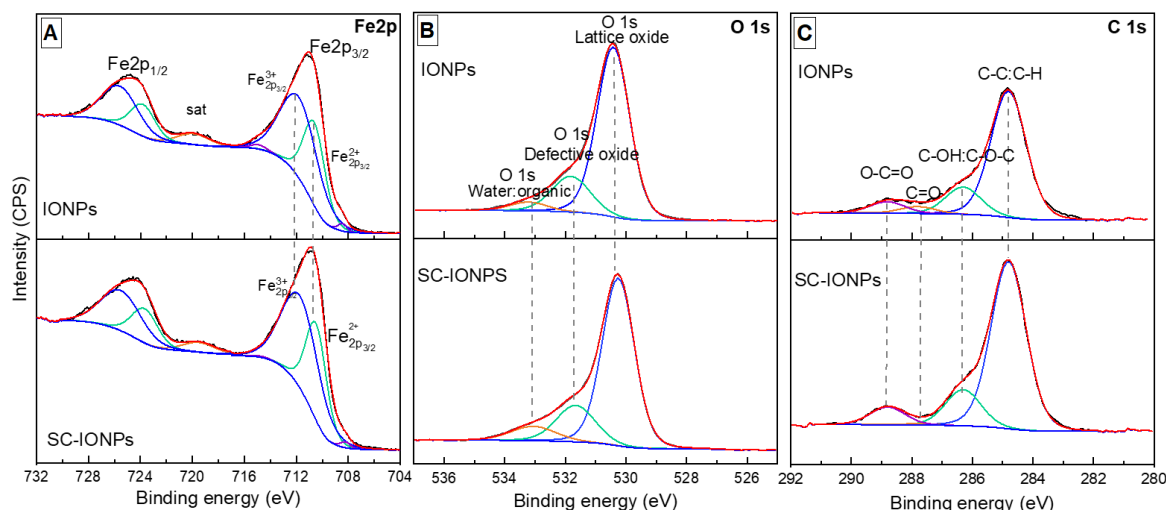 Intensity (CPS)
A
Fe2p
Fe2p1/2
Fe2p3/2
Fe3+2p3/2
sat
Fe2+2p3/2
IONPs
Fe3+
Fe2+2p3/2
SC-IONPs
732 728 724 720 716 712 708 704
Binding energy (eV)
B
O 1s
O 1s
Lattice oxide
IONPs
O 1s
Defective oxide
O 1s
Water:organic
SC-IONPS
536 534 532 530 528 526
Binding energy (eV)
C
C 1s
IONPs
C-C:C-H
C-OH:C-O-C
O-C=O
C=O
SC-IONPs
292 290 288 286 284 282 280
Binding energy (eV)